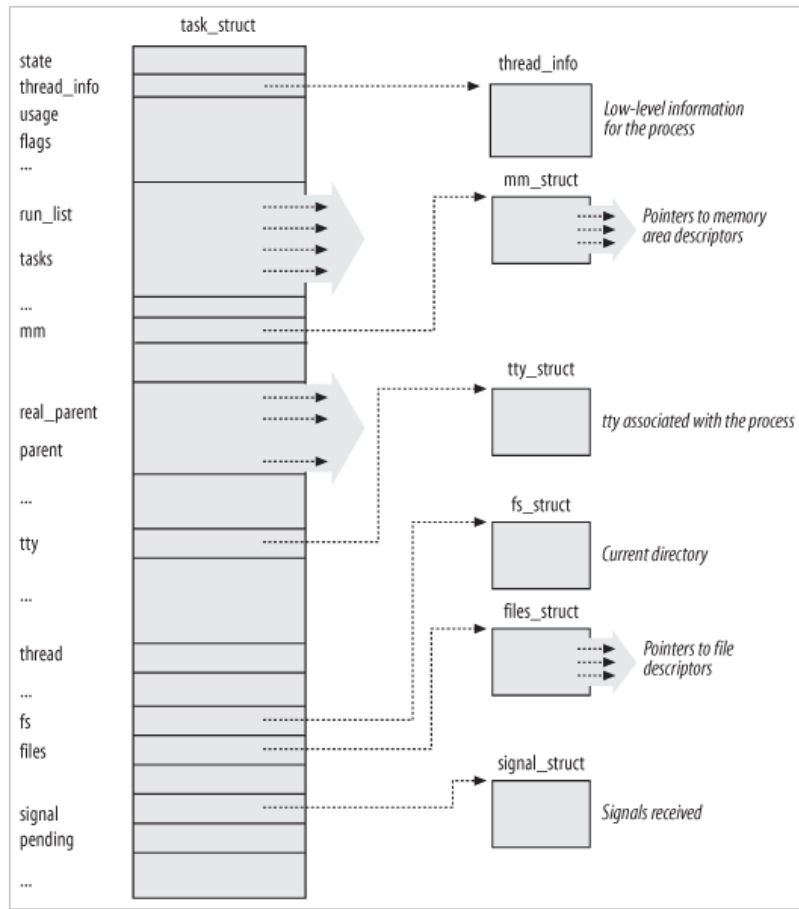 task_struct
state
thread_info
usage
flags
...
run_list
tasks
...
mm
real_parent
parent
...
tty
...
thread
...
fs
files
signal
pending
...
thread_info
Low-level information
for the process
mm_struct
Pointers to memory
area descriptors
tty_struct
tty associated with the process
fs_struct
Current directory
files_struct
Pointers to file
descriptors
signal_struct
Signals received